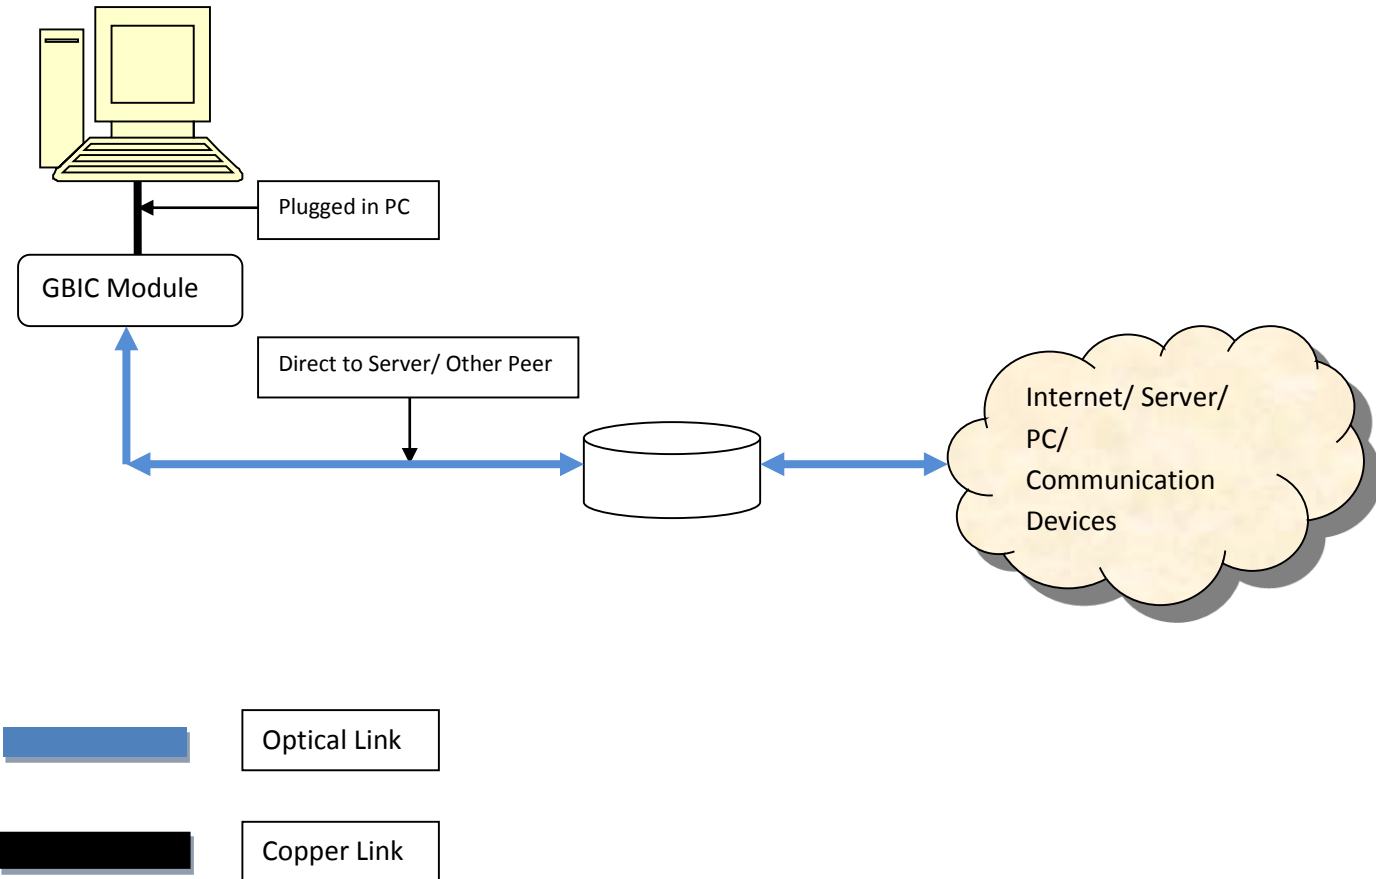 Plugged in PC
GBIC Module
Direct to Server/ Other Peer
Internet/ Server/
PC/
Communication
Devices
Optical Link
Copper Link